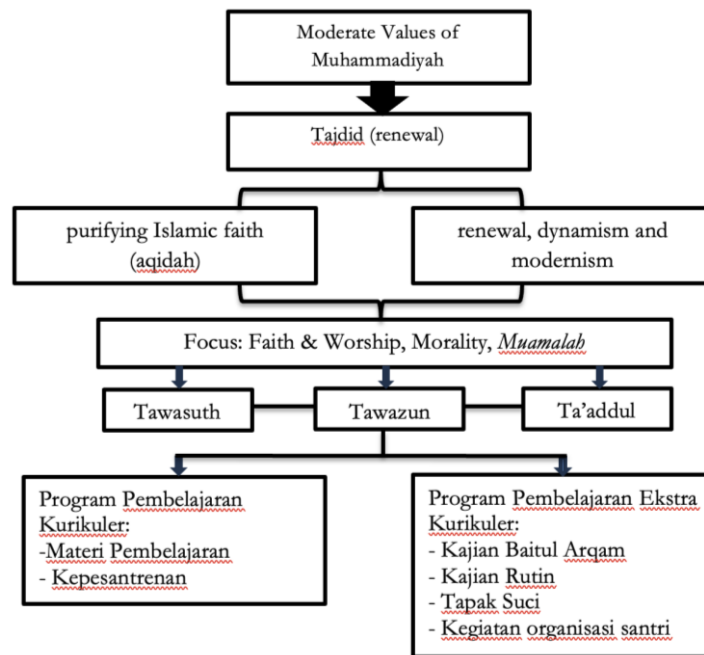 Moderate Values of
Muhammadiyah
Tajdid (renewal)
purifying Islamic faith
(aqidah)
renewal, dynamism and
modernism
Focus: Faith & Worship, Morality, Muamalah
Tawasuth
Tawazun
Ta'addul
Program Pembelajaran
Kurikuler:
-Materi Pembelajaran
- Kepesantrenan
Program Pembelajaran Ekstra
Kurikuler:
- Kajian Baitul Arqam
- Kajian Rutin
- Tapak Suci
- Kegiatan organisasi santri